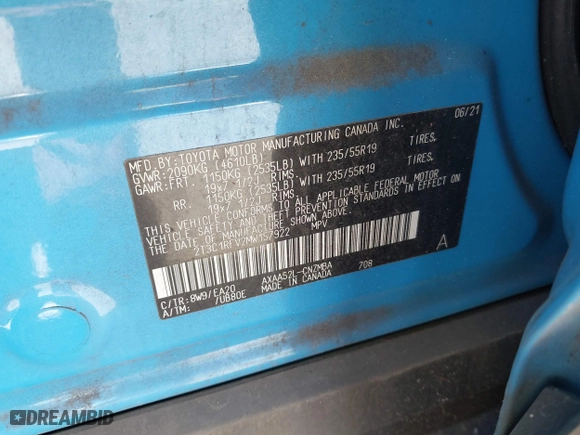 MFD.BY:TOYOTA MOTOR MANUFACTURING CANADA INC. 06/21
GVWR:2090KG (4610LB)
GAWR:FRT. 1150KG (2535LB) WITH 235/55R19 TIRES.
19x7 1/2J RIMS
RR. 1150KG (2535LB) WITH 235/55R19 TIRES.
19x7 1/2J RIMS
THIS VEHICLE CONFORMS TO ALL APPLICABLE FEDERAL MOTOR
VEHICLE SAFETY STANDARDS AND THEFT PREVENTION STANDARDS IN EFFECT
ON THE DATE OF MANUFACTURE SHOWN ABOVE.
MPV
A
C/TR:8W9/EA20 AXAA52L-CNZMBA 708
A/TM: /UB80E MADE IN CANADA
DREAMBID